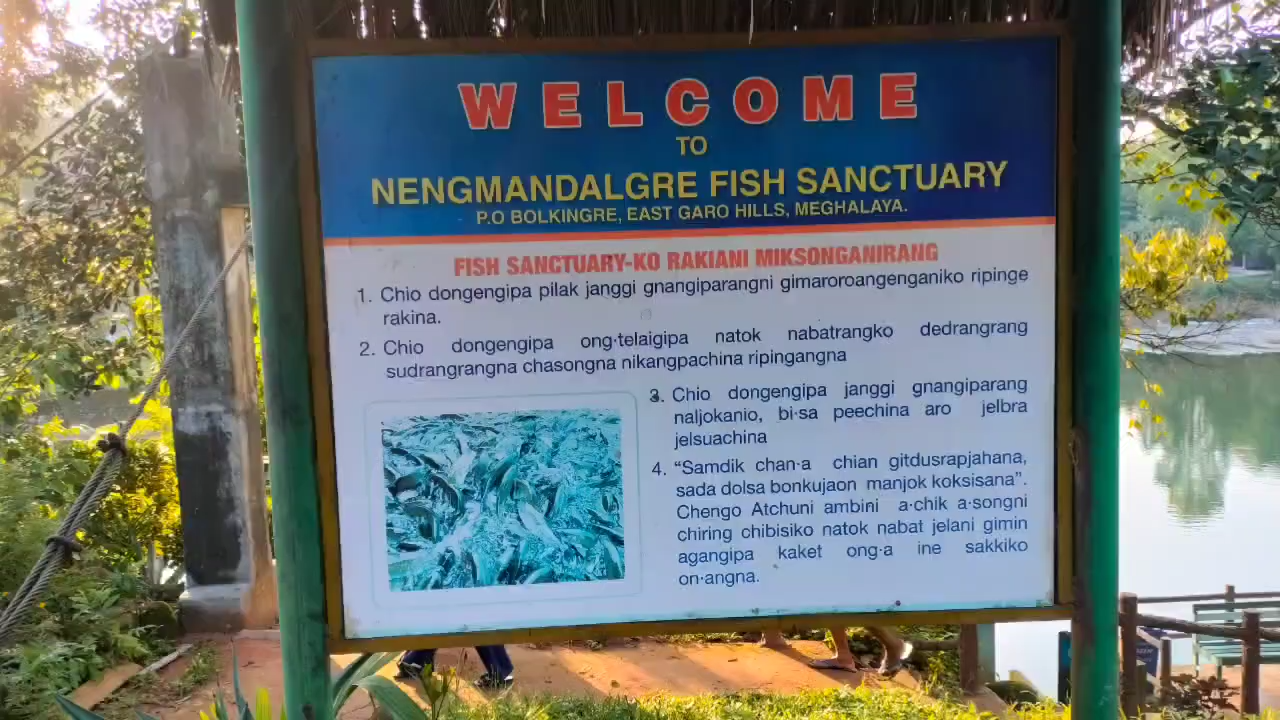 WELCOME
TO
NENGMANDALGRE FISH SANCTUARY
P.O BOLKINGRE, EAST GARO HILLS, MEGHALAYA.
FISH SANCTUARY-KO RAKIANI MIKSONGANIRANG
1. Chio dongengipa pilak janggi gnangiparangni gimaroroangenganiko ripinge
rakina.
2. Chio dongengipa ong·telaigipa natok nabatrangko dedrangrang
sudrangrangna chasongna nikangpachina ripingangna
3. Chio dongengipa janggi gnangiparang
naljokanio, bi·sa peechina aro jelbra
jelsuachina
4. “Samdik chan·a chian gitdusrapjahana,
sada dolsa bonkujaon manjok koksisana”.
Chengo Atchuni ambini a·chik a·songni
chiring chibisiko natok nabat jelani gimin
agangipa kaket ong·a ine sakkiko
on·angna.